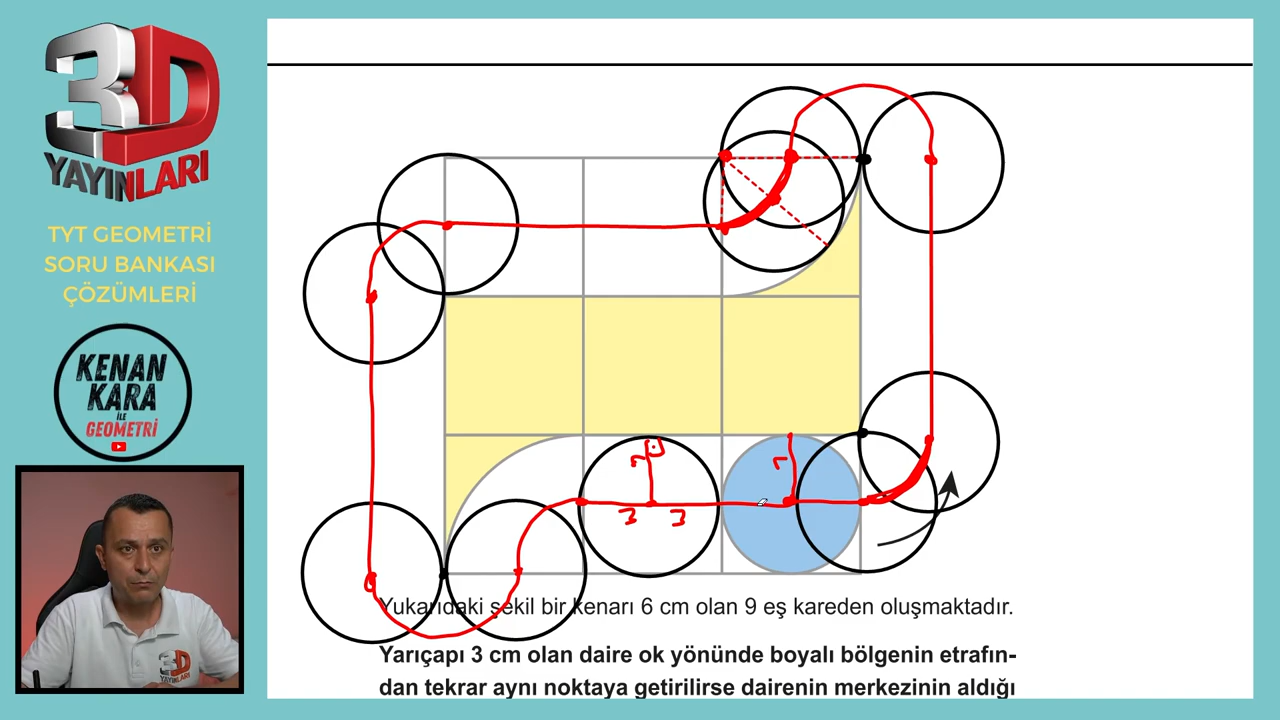 3D
YAYINLARI
TYT GEOMETRİ
SORU BANKASI
ÇÖZÜMLERİ
KENAN
KARA
İLE
GEOMETRİ
3D
YAYINLARI
r
r
3
3
Yukarıdaki şekil bir kenarı 6 cm olan 9 eş kareden oluşmaktadır.
Yarıçapı 3 cm olan daire ok yönünde boyalı bölgenin etrafın-
dan tekrar aynı noktaya getirilirse dairenin merkezinin aldığı